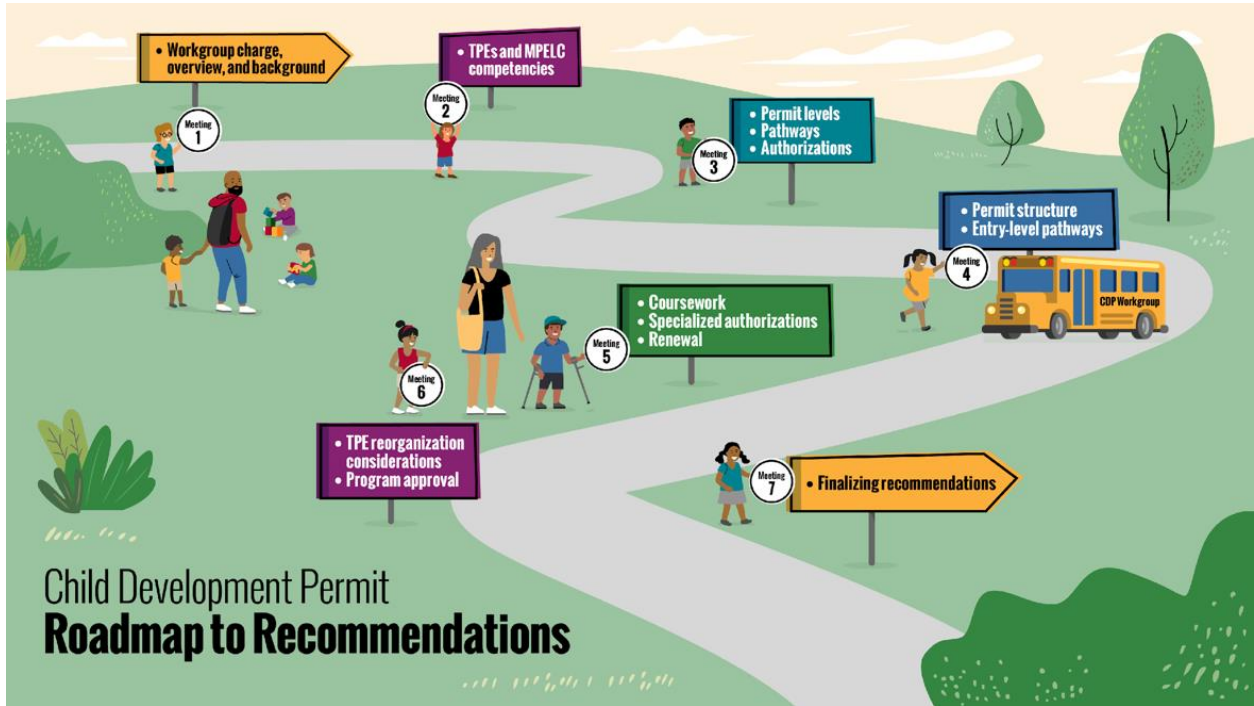 • Workgroup charge,
overview, and background
Meeting
1
• TPEs and MPELC
competencies
Meeting
2
• Permit levels
• Pathways
• Authorizations
Meeting
3
• Permit structure
• Entry-level pathways
Meeting
4
CDP Workgroup
• Coursework
• Specialized authorizations
• Renewal
Meeting
5
Meeting
6
• TPE reorganization
considerations
• Program approval
Meeting
7
• Finalizing recommendations
Child Development Permit
Roadmap to Recommendations